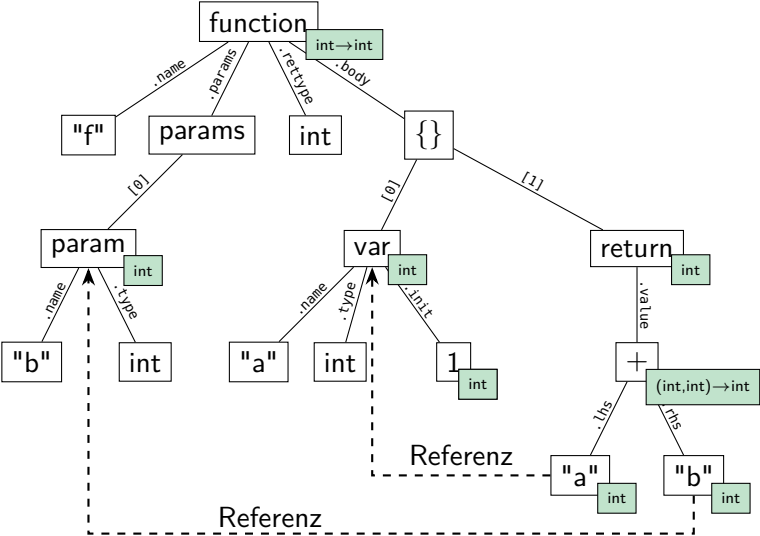 function
int→int
.name
.params
.rettype
.body
"f"
params
int
{}
[0]
[0]
[1]
param
int
var
int
return
int
.name
.type
.name
.type
.init
.value
"b"
int
"a"
int
1
int
+
(int,int)→int
.lhs
.rhs
Referenz
"a"
int
"b"
int
Referenz